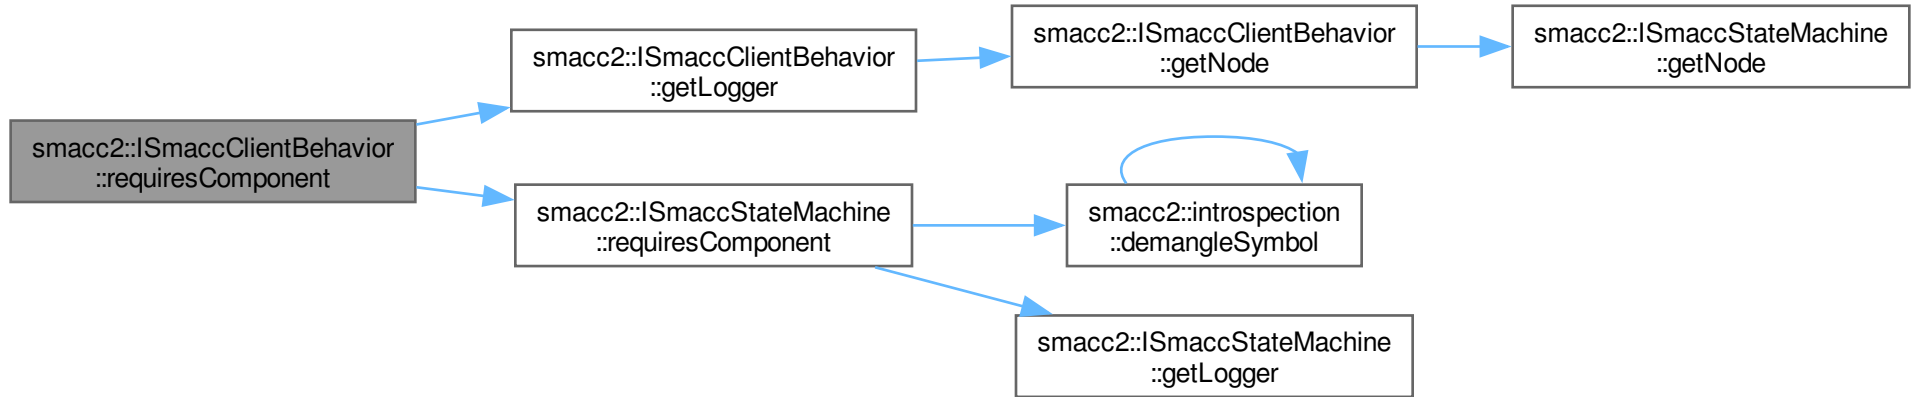 smacc2::ISmaccClientBehavior
::requiresComponent
smacc2::ISmaccClientBehavior
::getLogger
smacc2::ISmaccClientBehavior
::getNode
smacc2::ISmaccStateMachine
::getNode
smacc2::ISmaccStateMachine
::requiresComponent
smacc2::introspection
::demangleSymbol
smacc2::ISmaccStateMachine
::getLogger